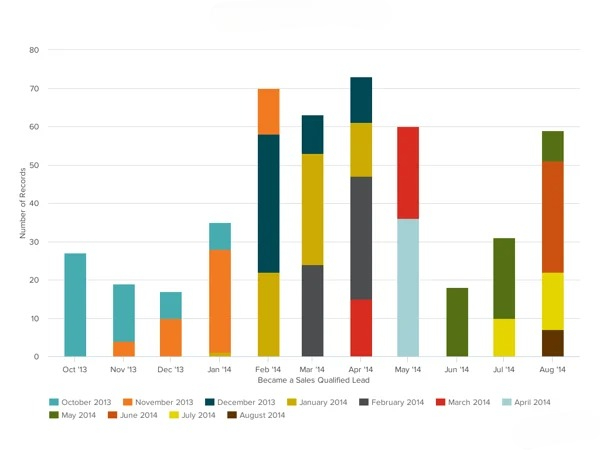 80
70
60
50
40
30
20
10
0
Number of Records
Oct '13 Nov '13 Dec '13 Jan '14 Feb '14 Mar '14 Apr '14 May '14 Jun '14 Jul '14 Aug '14
Became a Sales Qualified Lead
October 2013 November 2013 December 2013 January 2014 February 2014 March 2014 April 2014
May 2014 June 2014 July 2014 August 2014